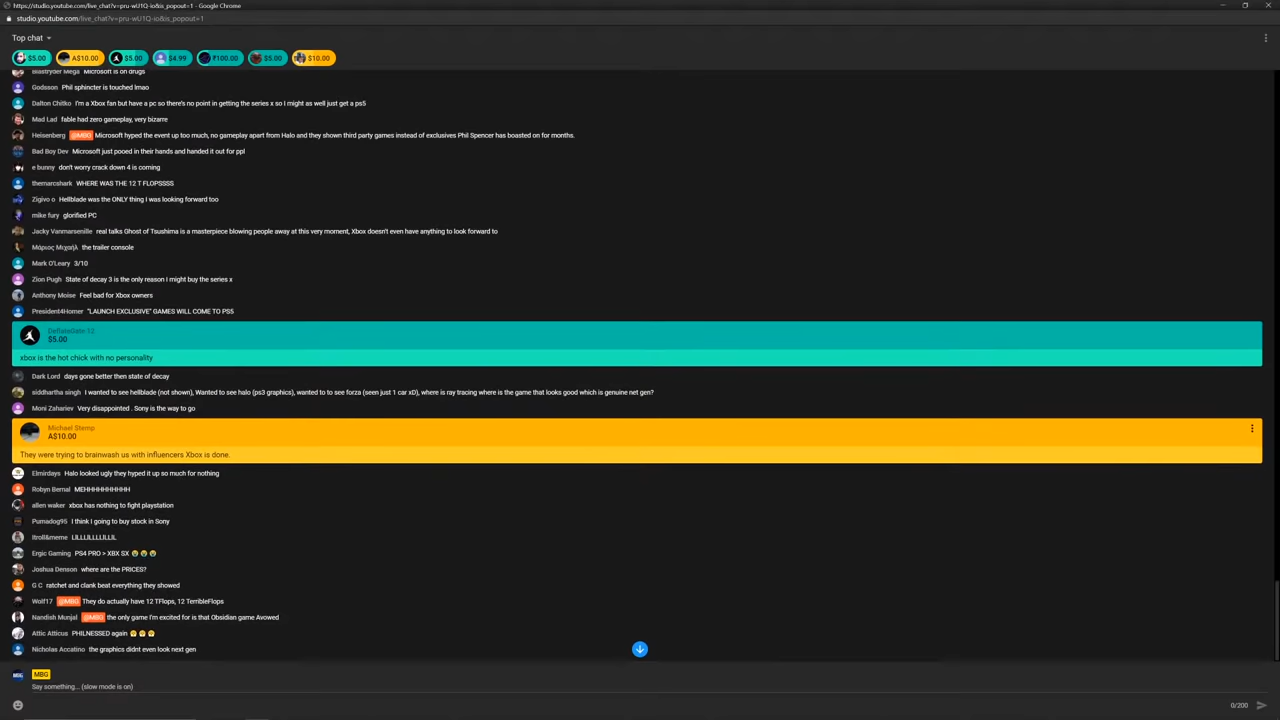 https://studio.youtube.com/live_chat?v=pru-wU1Q-io&is_popout=1 - Google Chrome
studio.youtube.com/live_chat?v=pru-wU1Q-io&is_popout=1
Top chat
$5.00 A$10.00 $5.00 $4.99 ₹100.00 $5.00 $10.00
Blastryder Mega Microsoft is on drugs
Godsson Phil sphincter is touched lmao
Dalton Chitko I'm a Xbox fan but have a pc so there's no point in getting the series x so I might as well just get a ps5
Mad Lad fable had zero gameplay, very bizarre
Heisenberg @MBG Microsoft hyped the event up too much, no gameplay apart from Halo and they shown third party games instead of exclusives Phil Spencer has boasted on for months.
Bad Boy Dev Microsoft just pooed in their hands and handed it out for ppl
e bunny don't worry crack down 4 is coming
themarcshark WHERE WAS THE 12 T FLOPSSSS
Zigivo o Hellblade was the ONLY thing I was looking forward too
mike fury glorified PC
Jacky Vanmarsenille real talks Ghost of Tsushima is a masterpiece blowing people away at this very moment, Xbox doesn't even have anything to look forward to
Μάριος Μιχαήλ the trailer console
Mark O'Leary 3/10
Zion Pugh State of decay 3 is the only reason I might buy the series x
Anthony Moise Feel bad for Xbox owners
President4Homer "LAUNCH EXCLUSIVE" GAMES WILL COME TO PS5
DeflateGate 12
$5.00
xbox is the hot chick with no personality
Dark Lord days gone better then state of decay
siddhartha singh I wanted to see hellblade (not shown), Wanted to see halo (ps3 graphics), wanted to to see forza (seen just 1 car xD), where is ray tracing where is the game that looks good which is genuine net gen?
Moni Zahariev Very disappointed . Sony is the way to go
Michael Stemp
A$10.00
They were trying to brainwash us with influencers Xbox is done.
Elmirdays Halo looked ugly they hyped it up so much for nothing
Robyn Bernal MEHHHHHHHHHH
allen waker xbox has nothing to fight playstation
Pumadog95 I think I going to buy stock in Sony
Itroll&meme LILLLILLLLILLIL
Ergic Gaming PS4 PRO > XBX SX 😭 😭 😭
Joshua Denson where are the PRICES?
G C ratchet and clank beat everything they showed
Wolf17 @MBG They do actually have 12 TFlops, 12 TerribleFlops
Nandish Munjal @MBG the only game I'm excited for is that Obsidian game Avowed
Attic Atticus PHILNESSED again
Nicholas Accatino the graphics didnt even look next gen
MBG
Say something... (slow mode is on)
0/200